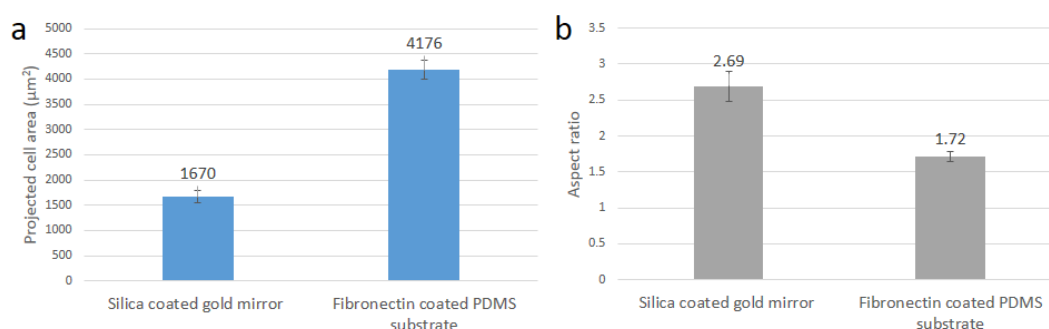 a
Projected cell area (µm²)
5000
4500
4000
3500
3000
2500
2000
1500
1000
500
0
1670
4176
Silica coated gold mirror
Fibronectin coated PDMS
substrate
b
Aspect ratio
3.5
3
2.5
2
1.5
1
0.5
0
2.69
1.72
Silica coated gold mirror
Fibronectin coated PDMS
substrate